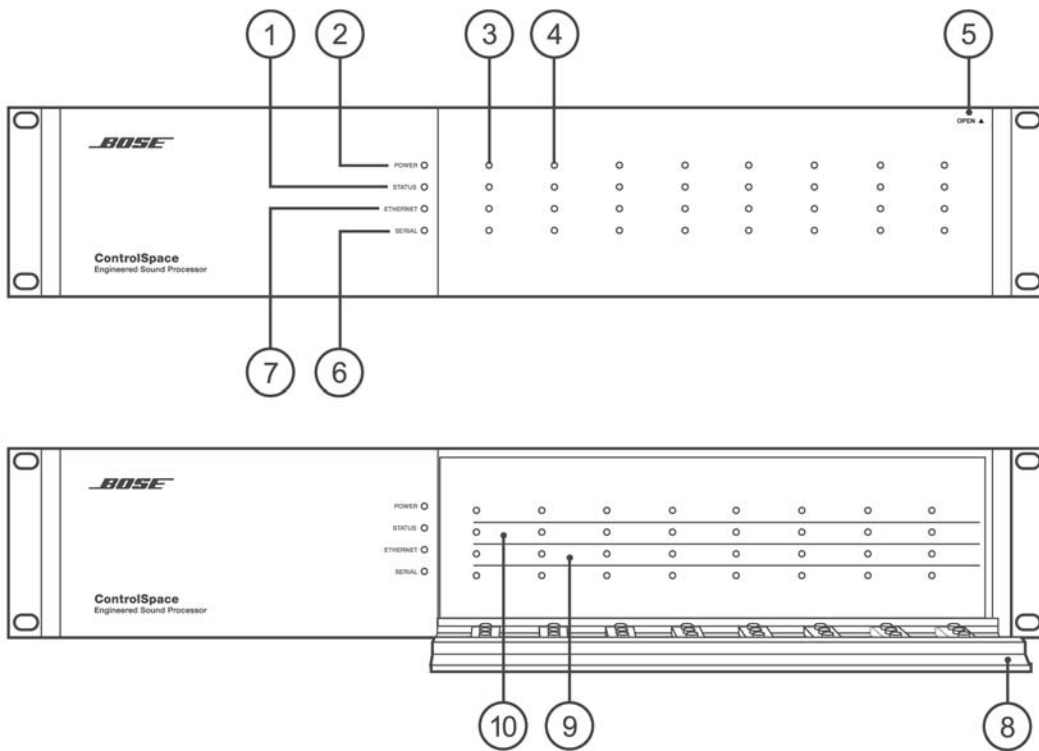 1
2
3
4
5
OPEN ▲
BOSE
POWER
STATUS
ETHERNET
SERIAL
ControlSpace
Engineered Sound Processor
7
6
BOSE
POWER
STATUS
ETHERNET
SERIAL
ControlSpace
Engineered Sound Processor
10
9
8